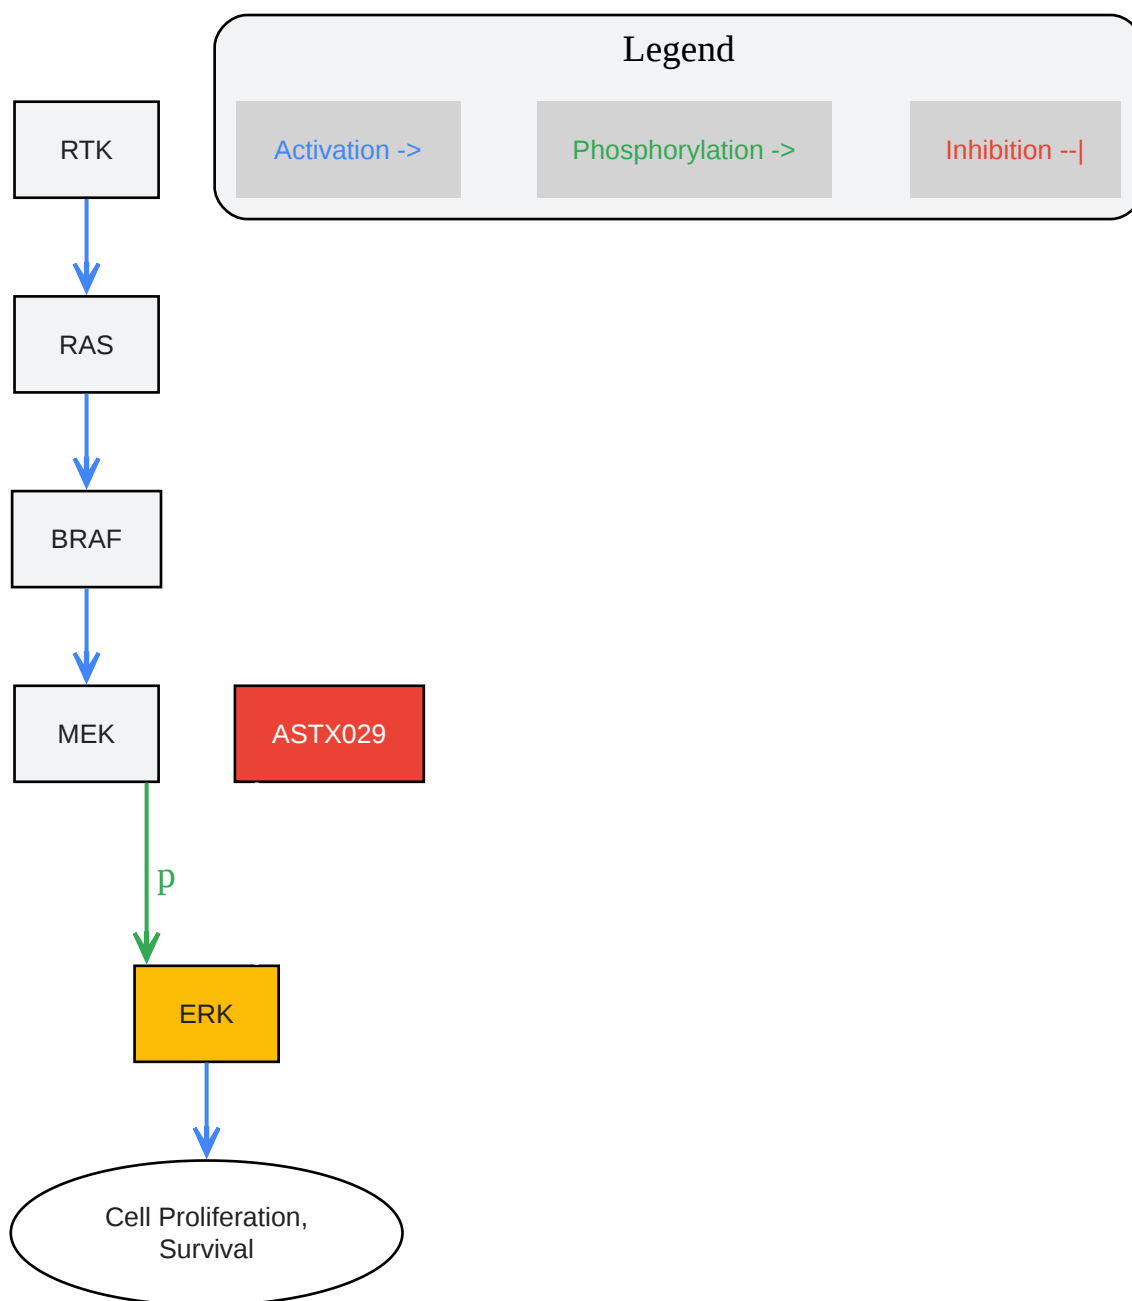 Legend
Activation ->
Phosphorylation ->
Inhibition --|
RTK
RAS
BRAF
MEK
ASTX029
p
ERK
Cell Proliferation,
Survival